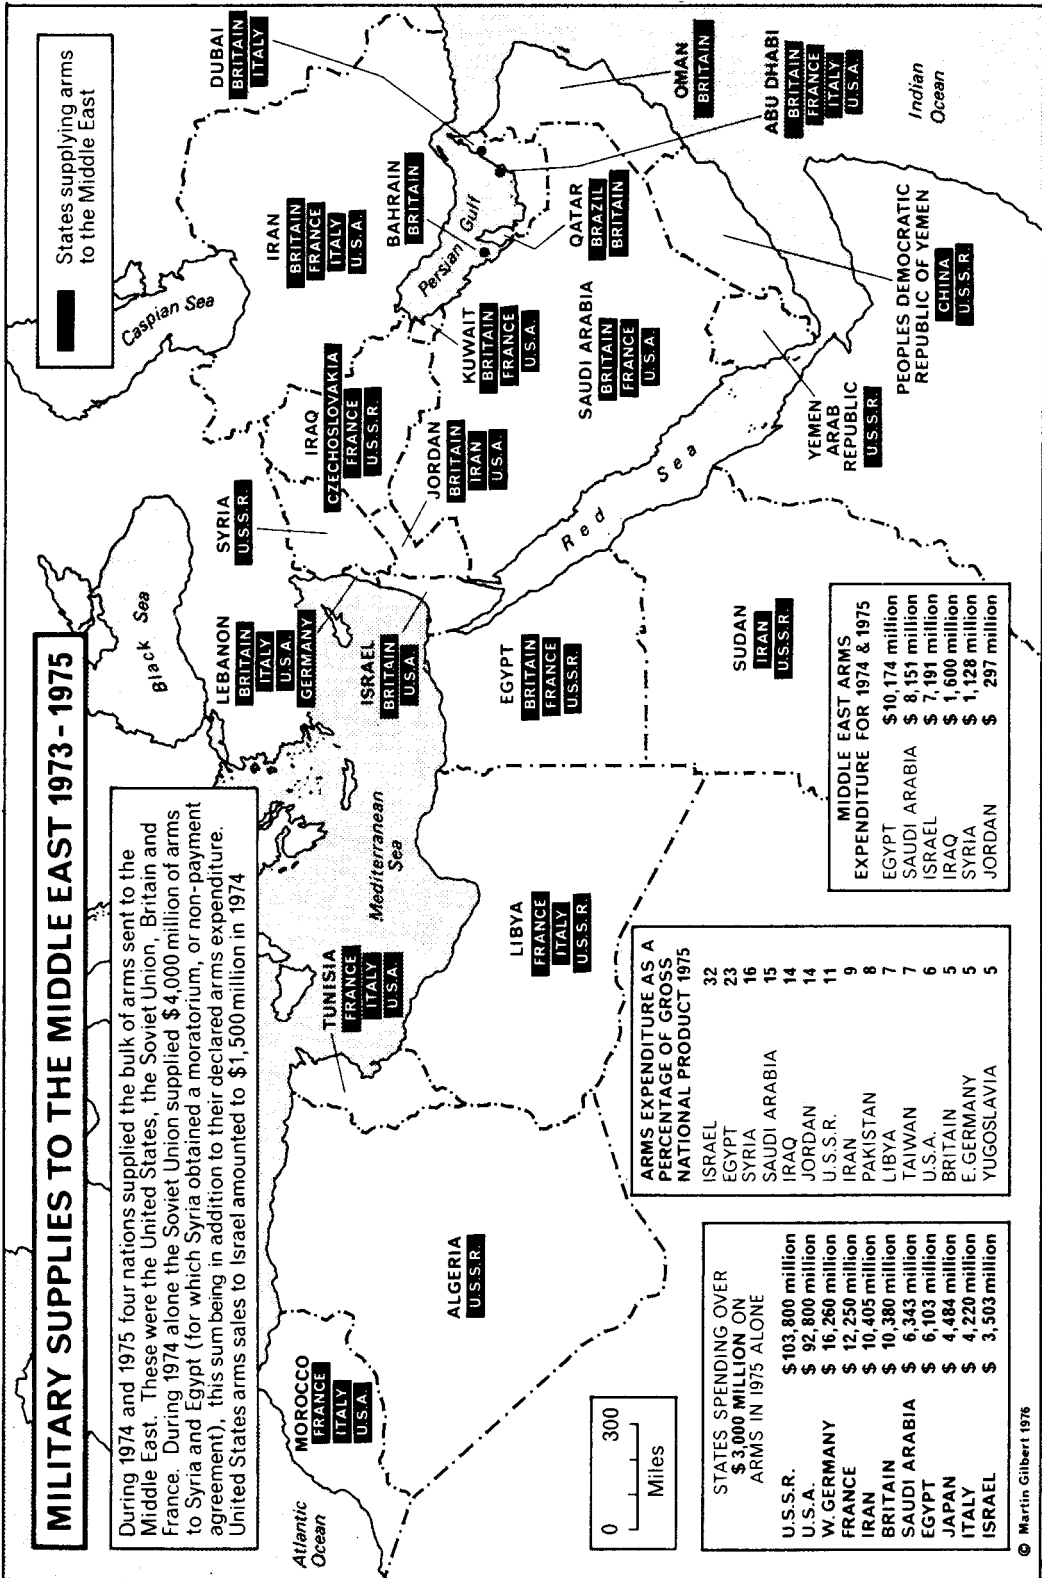 MILITARY SUPPLIES TO THE MIDDLE EAST 1973-1975
During 1974 and 1975 four nations supplied the bulk of arms sent to the
Middle East. These were the United States, the Soviet Union, Britain and
France. During 1974 alone the Soviet Union supplied $4,000 million of arms
to Syria and Egypt (for which Syria obtained a moratorium, or non-payment
agreement), this sum being in addition to their declared arms expenditure.
United States arms sales to Israel amounted to $1,500 million in 1974
States supplying arms
to the Middle East
Black Sea
Caspian Sea
Mediterranean
Sea
Atlantic
Ocean
Red Sea
Persian Gulf
Indian
Ocean
MOROCCO
FRANCE
ITALY
U.S.A.
ALGERIA
U.S.S.R.
TUNISIA
FRANCE
ITALY
U.S.A.
LIBYA
FRANCE
ITALY
U.S.S.R.
EGYPT
BRITAIN
FRANCE
U.S.S.R.
SUDAN
IRAN
U.S.S.R.
LEBANON
BRITAIN
ITALY
U.S.A.
GERMANY
ISRAEL
BRITAIN
U.S.A.
SYRIA
U.S.S.R.
IRAQ
CZECHOSLOVAKIA
FRANCE
U.S.S.R.
JORDAN
BRITAIN
IRAN
U.S.A.
KUWAIT
BRITAIN
FRANCE
U.S.A.
SAUDI ARABIA
BRITAIN
FRANCE
U.S.A.
IRAN
BRITAIN
FRANCE
ITALY
U.S.A.
BAHRAIN
BRITAIN
QATAR
BRAZIL
BRITAIN
DUBAI
BRITAIN
ITALY
OMAN
BRITAIN
ABU DHABI
BRITAIN
FRANCE
ITALY
U.S.A.
YEMEN
ARAB
REPUBLIC
U.S.S.R.
PEOPLES DEMOCRATIC
REPUBLIC OF YEMEN
CHINA
U.S.S.R.
0 300
Miles
STATES SPENDING OVER
$3,000 MILLION ON
ARMS IN 1975 ALONE
U.S.S.R. $103,800 million
U.S.A. $ 92,800 million
W. GERMANY $ 16,260 million
FRANCE $ 12,250 million
IRAN $ 10,405 million
BRITAIN $ 10,380 million
SAUDI ARABIA $ 6,343 million
EGYPT $ 6,103 million
JAPAN $ 4,484 million
ITALY $ 4,220 million
ISRAEL $ 3,503 million
ARMS EXPENDITURE AS A
PERCENTAGE OF GROSS
NATIONAL PRODUCT 1975
ISRAEL 32
EGYPT 23
SYRIA 16
SAUDI ARABIA 15
IRAQ 14
JORDAN 14
U.S.S.R. 11
IRAN 9
PAKISTAN 8
LIBYA 7
TAIWAN 7
U.S.A. 6
BRITAIN 5
E. GERMANY 5
YUGOSLAVIA 5
MIDDLE EAST ARMS
EXPENDITURE FOR 1974 & 1975
EGYPT $10,174 million
SAUDI ARABIA $ 8,151 million
ISRAEL $ 7,191 million
IRAQ $ 1,600 million
SYRIA $ 1,128 million
JORDAN $ 297 million
© Martin Gilbert 1976